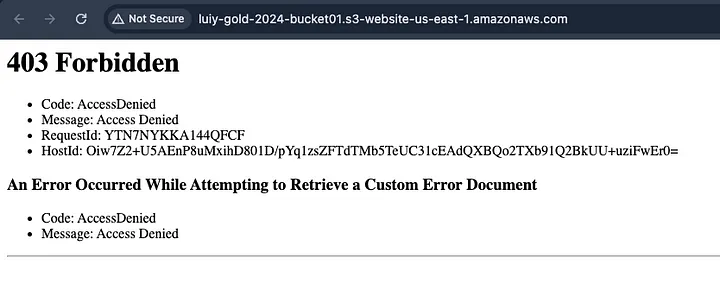 Not Secure luiy-gold-2024-bucket01.s3-website-us-east-1.amazonaws.com
403 Forbidden
• Code: AccessDenied
• Message: Access Denied
• RequestId: YTN7NYKKA144QFCF
• HostId: Oiw7Z2+U5AEnP8uMxihD801D/pYq1zsZFTdTMb5TeUC31cEAdQXBQo2TXb91Q2BkUU+uziFwEr0=
An Error Occurred While Attempting to Retrieve a Custom Error Document
• Code: AccessDenied
• Message: Access Denied